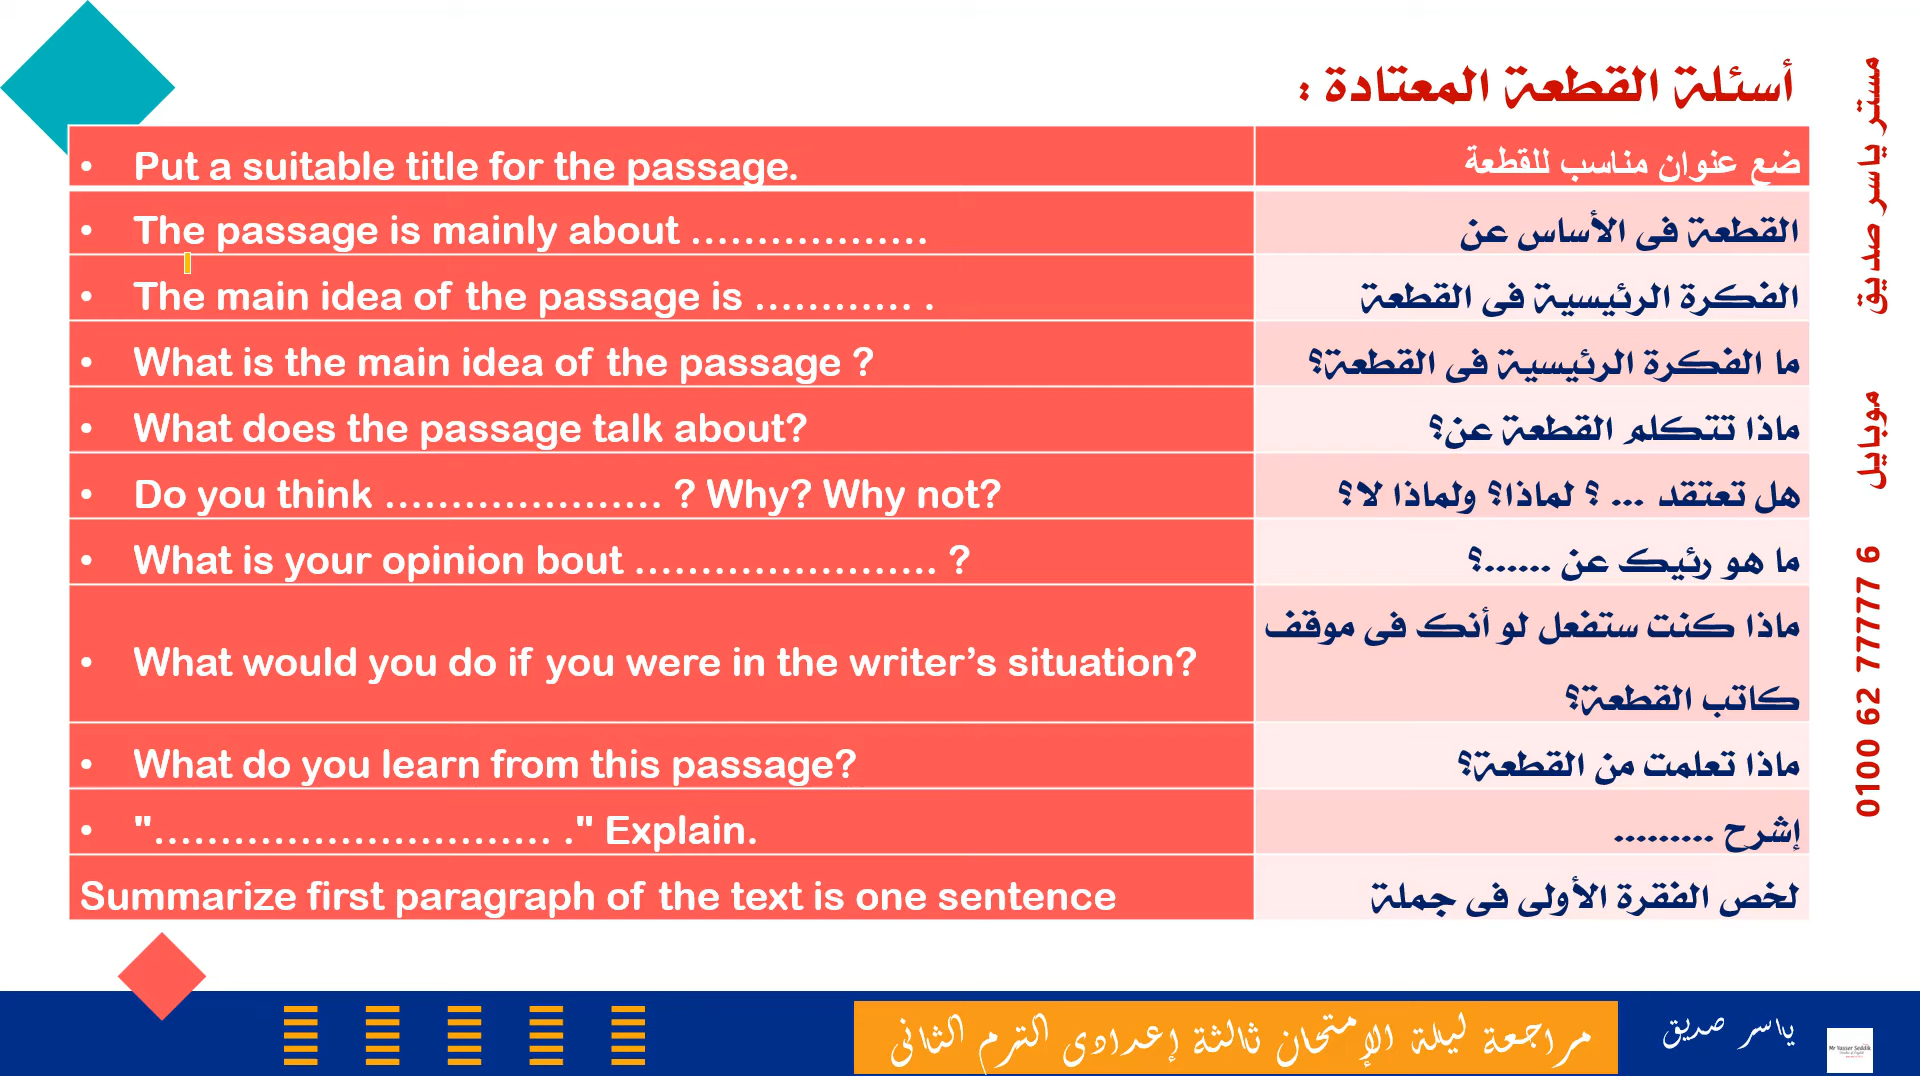 أسئلة القطعة المعتادة :
• Put a suitable title for the passage.
ضع عنوان مناسب للقطعة
• The passage is mainly about ………………
القطعة فى الأساس عن
• The main idea of the passage is ………… .
الفكرة الرئيسية فى القطعة
• What is the main idea of the passage ?
ما الفكرة الرئيسية فى القطعة؟
• What does the passage talk about?
ماذا تتكلم القطعة عن؟
• Do you think ………………… ? Why? Why not?
هل تعتقد ... ؟ لماذا؟ ولماذا لا؟
• What is your opinion bout ………………….. ?
ما هو رئيك عن ......؟
• What would you do if you were in the writer’s situation?
ماذا كنت ستفعل لو أنك فى موقف
كاتب القطعة؟
• What do you learn from this passage?
ماذا تعلمت من القطعة؟
• "………………………… ." Explain.
إشرح .........
Summarize first paragraph of the text is one sentence
لخص الفقرة الأولى فى جملة
مستر ياسر صديق موبايل 0100 62 77777 6
مراجعة ليلة الإمتحان ثالثة إعدادى الترم الثانى
ياسر صديق
Mr Yasser Seddik